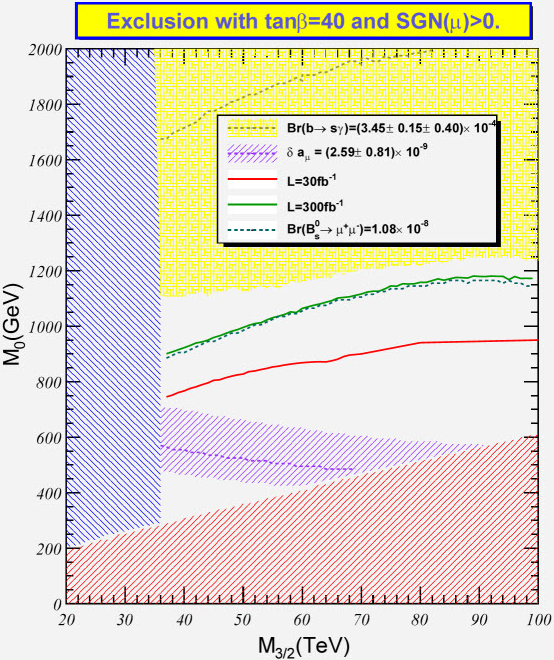 Exclusion with tanβ=40 and SGN(μ)>0.
M₀(GeV)
2000
1800
1600
1400
1200
1000
800
600
400
200
0
Br(b→ sγ)=(3.45± 0.15± 0.40)× 10⁻⁴
δ aμ = (2.59± 0.81)× 10⁻⁹
L=30fb⁻¹
L=300fb⁻¹
Br(B⁰ₛ→ μ⁺μ⁻)=1.08× 10⁻⁸
20 30 40 50 60 70 80 90 100
M₃/₂(TeV)